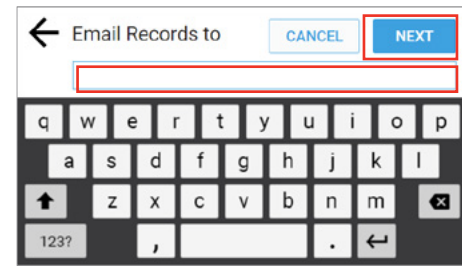 Email Records to CANCEL NEXT
q w e r t y u i o p
a s d f g h j k l
z x c v b n m
123? , .